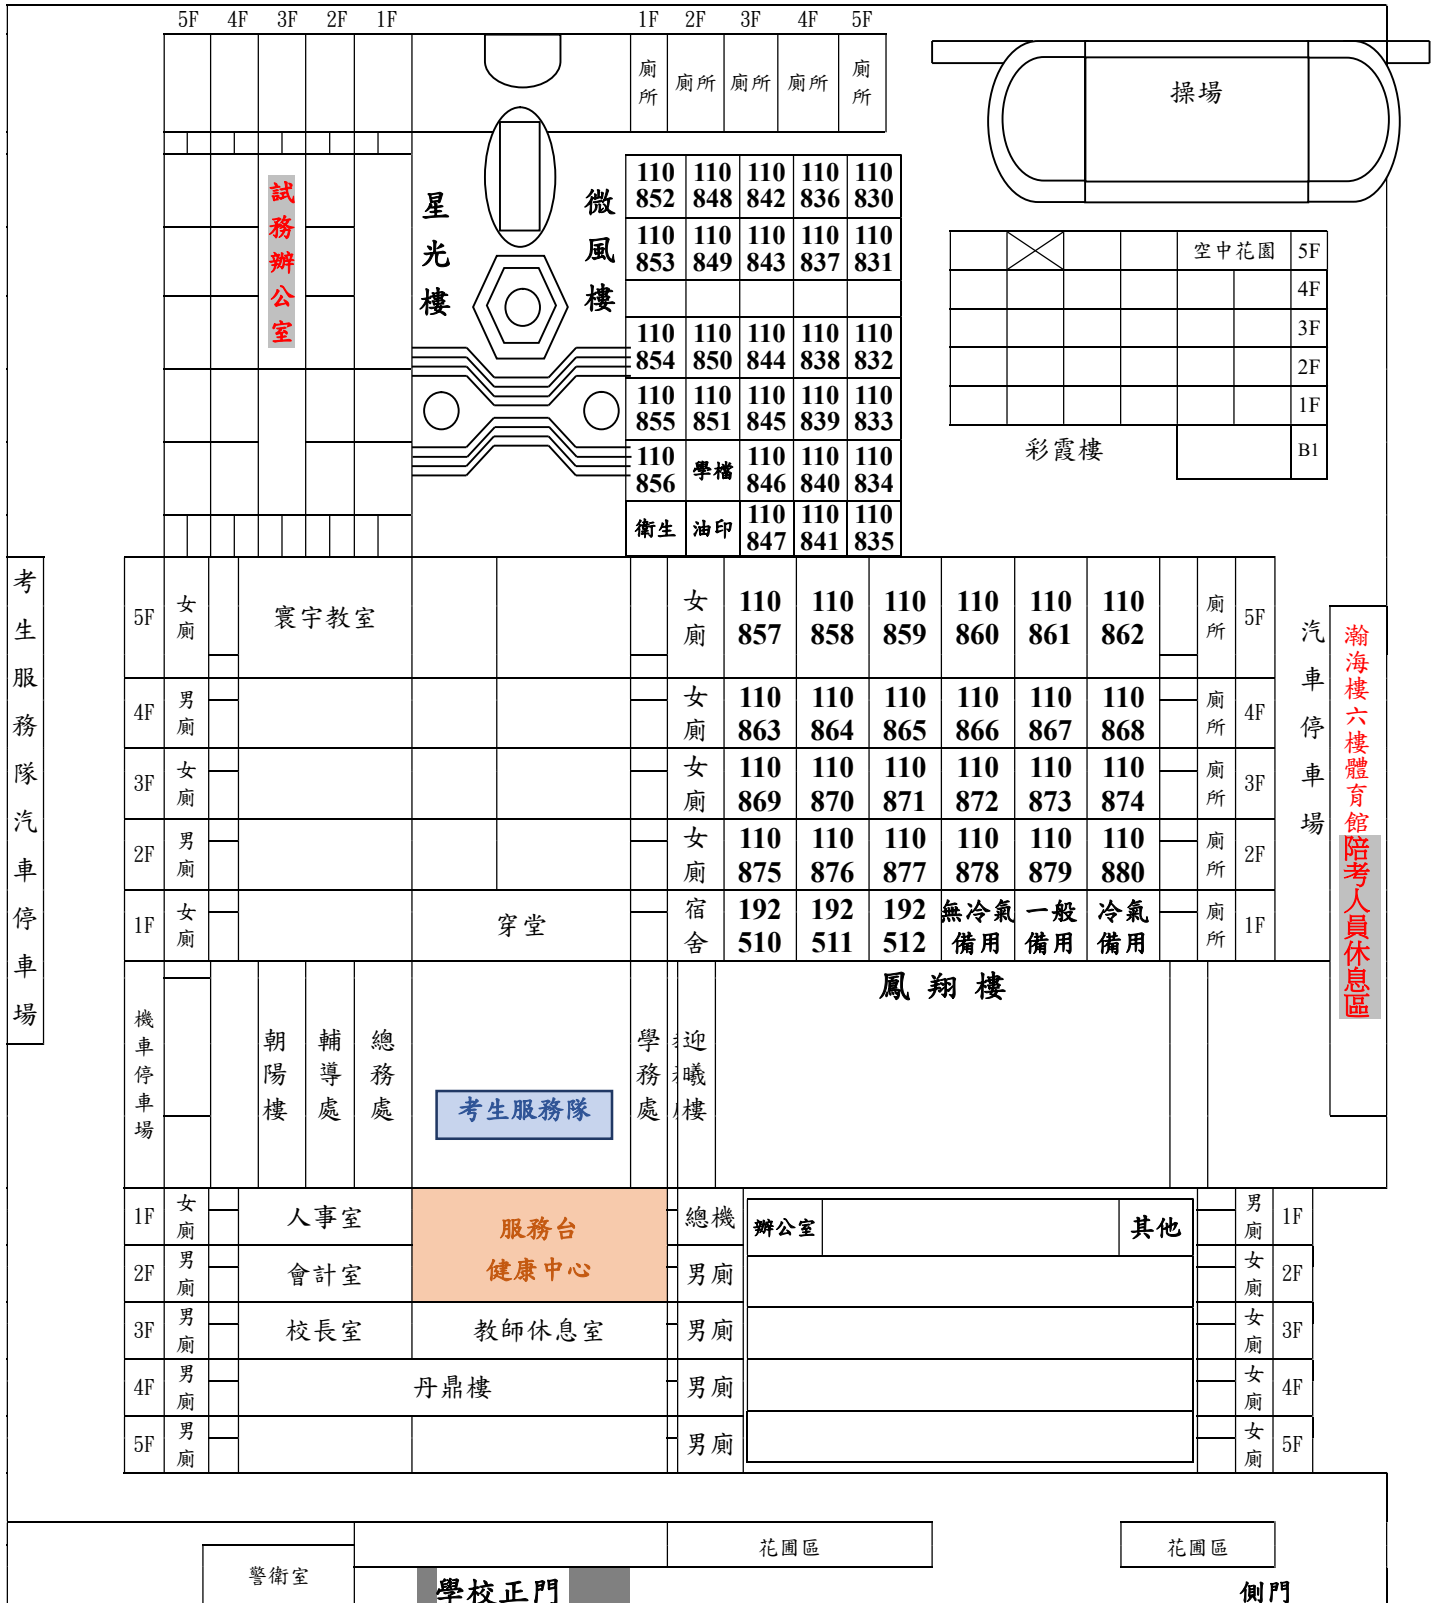 5F 4F 3F 2F 1F 1F 2F 3F 4F 5F
廁所 廁所 廁所 廁所 廁所
操場
試務辦公室
星光樓
微風樓
110852 110848 110842 110836 110830
110853 110849 110843 110837 110831
110854 110850 110844 110838 110832
110855 110851 110845 110839 110833
110856 學檔 110846 110840 110834
衛生 油印 110847 110841 110835
空中花園 5F
4F
3F
2F
1F
彩霞樓 B1
考生服務隊汽車停車場
5F 女廁 寰宇教室 女廁 110857 110858 110859 110860 110861 110862 廁所 5F
4F 男廁 女廁 110863 110864 110865 110866 110867 110868 廁所 4F
3F 女廁 女廁 110869 110870 110871 110872 110873 110874 廁所 3F
2F 男廁 女廁 110875 110876 110877 110878 110879 110880 廁所 2F
1F 女廁 穿堂 宿舍 192510 192511 192512 無冷氣備用 一般備用 冷氣備用 廁所 1F
汽車停車場
瀚海樓六樓體育館陪考人員休息區
鳳翔樓
機車停車場
朝陽樓
輔導處
總務處
考生服務隊
學務處
迎曦樓
1F 女廁 人事室 服務台 總機 辦公室 其他 男廁 1F
2F 男廁 會計室 健康中心 男廁 女廁 2F
3F 男廁 校長室 教師休息室 男廁 女廁 3F
4F 男廁 丹鼎樓 男廁 女廁 4F
5F 男廁 男廁 女廁 5F
花圃區 花圃區
警衛室
學校正門 側門